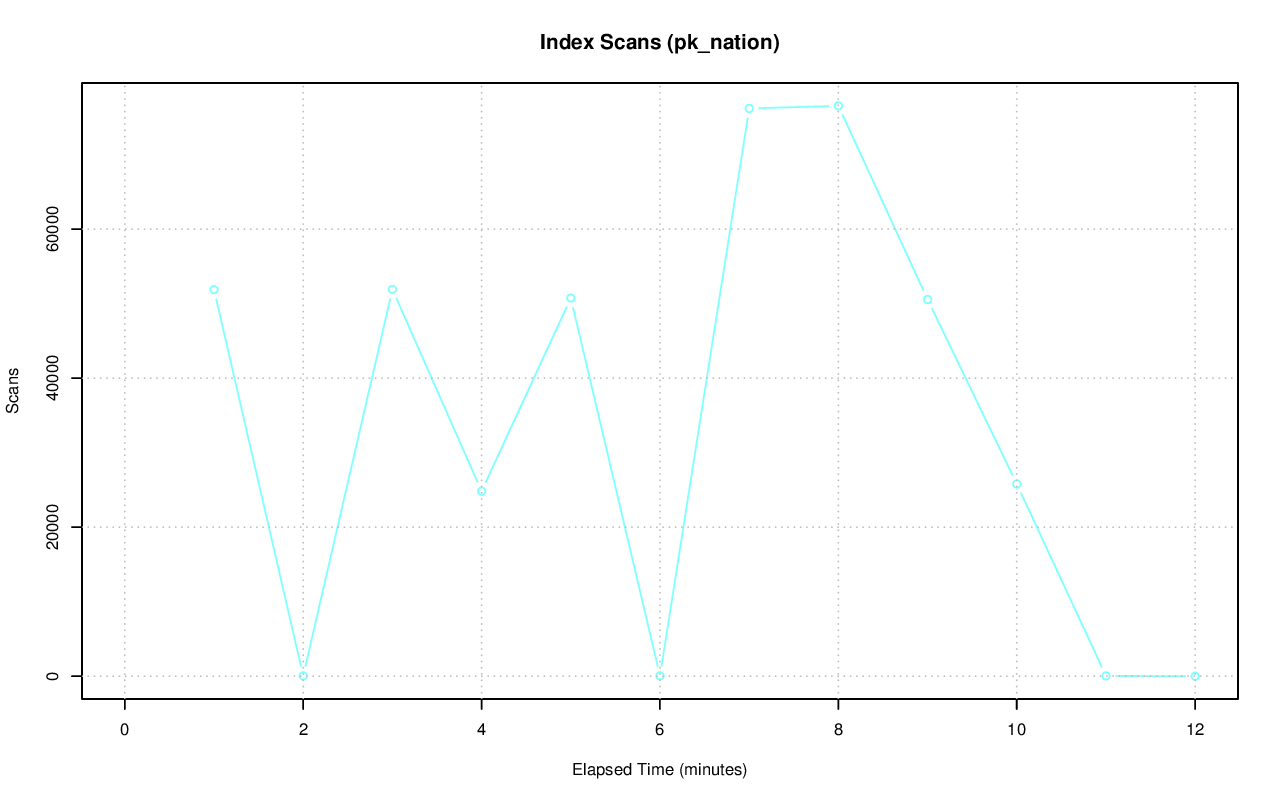 Index Scans (pk_nation)
Scans
60000
40000
20000
0
0 2 4 6 8 10 12
Elapsed Time (minutes)